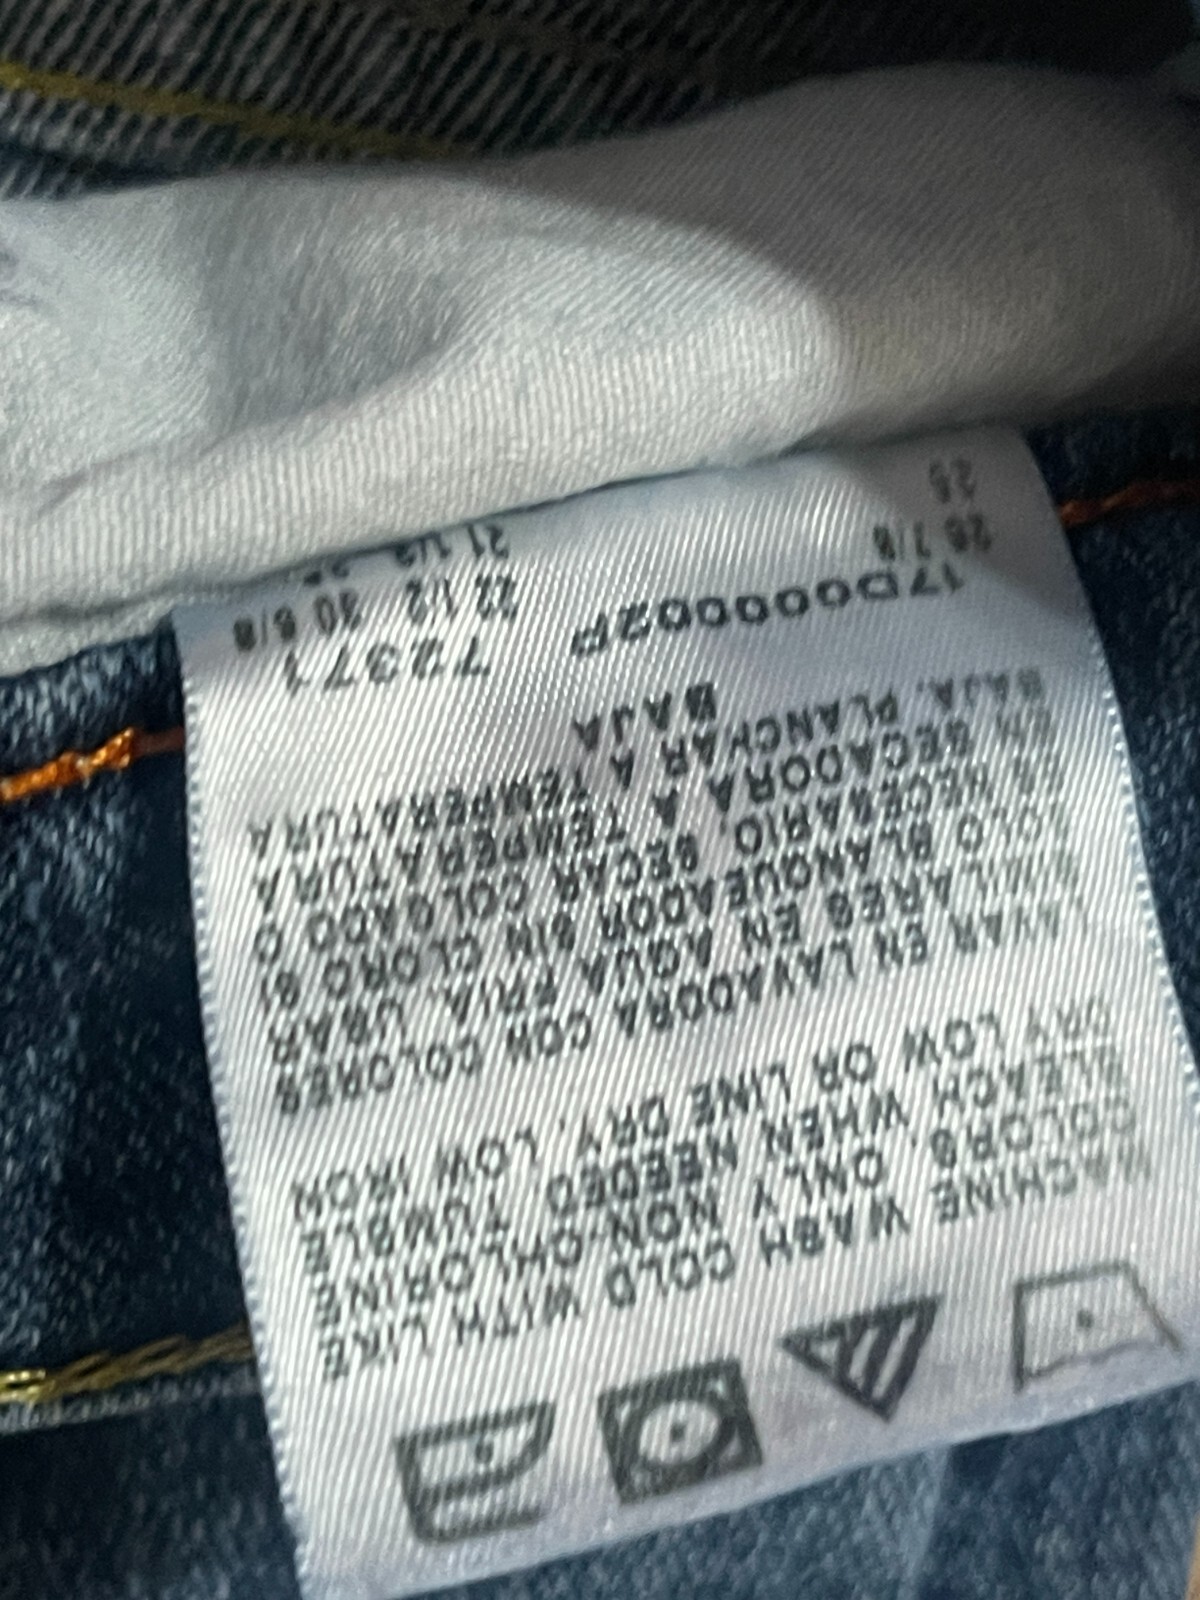 MACHINE WASH COLD WITH LIKE
COLORS, ONLY NON-CHLORINE
BLEACH WHEN NEEDED TUMBLE
DRY LOW OR LINE DRY, LOW IRON
LAVAR EN LAVADORA CON COLORES
SIMILARES EN AGUA FRIA. USAR
SOLO BLANQUEADOR SIN CLORO SI
ES NECESARIO. SECAR COLGADO O
EN SECADORA A TEMPERATURA
BAJA. PLANCHAR A TEMPERATURA
BAJA
17D000002P 72371
26 7/8 22 1/2 30 6/8
25 21 1/2